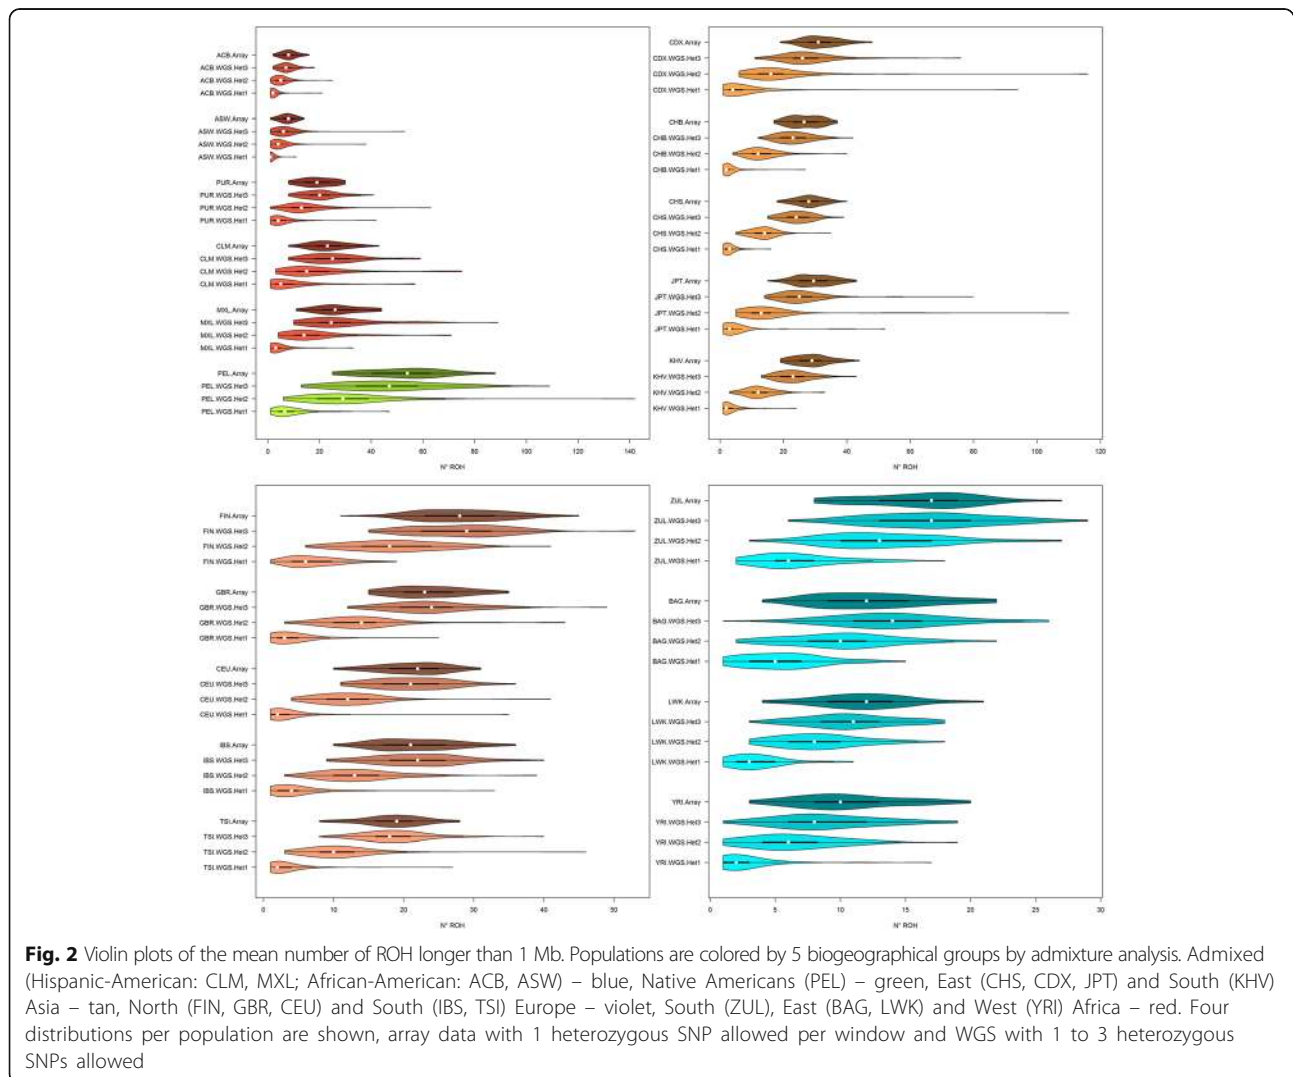 ACB.Array
ACB.WGS.Het3
ACB.WGS.Het2
ACB.WGS.Het1
ASW.Array
ASW.WGS.Het3
ASW.WGS.Het2
ASW.WGS.Het1
PUR.Array
PUR.WGS.Het3
PUR.WGS.Het2
PUR.WGS.Het1
CLM.Array
CLM.WGS.Het3
CLM.WGS.Het2
CLM.WGS.Het1
MXL.Array
MXL.WGS.Het3
MXL.WGS.Het2
MXL.WGS.Het1
PEL.Array
PEL.WGS.Het3
PEL.WGS.Het2
PEL.WGS.Het1
0 20 40 60 80 100 120 140
N° ROH
CDX.Array
CDX.WGS.Het3
CDX.WGS.Het2
CDX.WGS.Het1
CHB.Array
CHB.WGS.Het3
CHB.WGS.Het2
CHB.WGS.Het1
CHS.Array
CHS.WGS.Het3
CHS.WGS.Het2
CHS.WGS.Het1
JPT.Array
JPT.WGS.Het3
JPT.WGS.Het2
JPT.WGS.Het1
KHV.Array
KHV.WGS.Het3
KHV.WGS.Het2
KHV.WGS.Het1
0 20 40 60 80 100 120
N° ROH
FIN.Array
FIN.WGS.Het3
FIN.WGS.Het2
FIN.WGS.Het1
GBR.Array
GBR.WGS.Het3
GBR.WGS.Het2
GBR.WGS.Het1
CEU.Array
CEU.WGS.Het3
CEU.WGS.Het2
CEU.WGS.Het1
IBS.Array
IBS.WGS.Het3
IBS.WGS.Het2
IBS.WGS.Het1
TSI.Array
TSI.WGS.Het3
TSI.WGS.Het2
TSI.WGS.Het1
0 10 20 30 40 50
N° ROH
ZUL.Array
ZUL.WGS.Het3
ZUL.WGS.Het2
ZUL.WGS.Het1
BAG.Array
BAG.WGS.Het3
BAG.WGS.Het2
BAG.WGS.Het1
LWK.Array
LWK.WGS.Het3
LWK.WGS.Het2
LWK.WGS.Het1
YRI.Array
YRI.WGS.Het3
YRI.WGS.Het2
YRI.WGS.Het1
0 5 10 15 20 25 30
N° ROH
Fig. 2 Violin plots of the mean number of ROH longer than 1 Mb. Populations are colored by 5 biogeographical groups by admixture analysis. Admixed
(Hispanic-American: CLM, MXL; African-American: ACB, ASW) – blue, Native Americans (PEL) – green, East (CHS, CDX, JPT) and South (KHV)
Asia – tan, North (FIN, GBR, CEU) and South (IBS, TSI) Europe – violet, South (ZUL), East (BAG, LWK) and West (YRI) Africa – red. Four
distributions per population are shown, array data with 1 heterozygous SNP allowed per window and WGS with 1 to 3 heterozygous
SNPs allowed